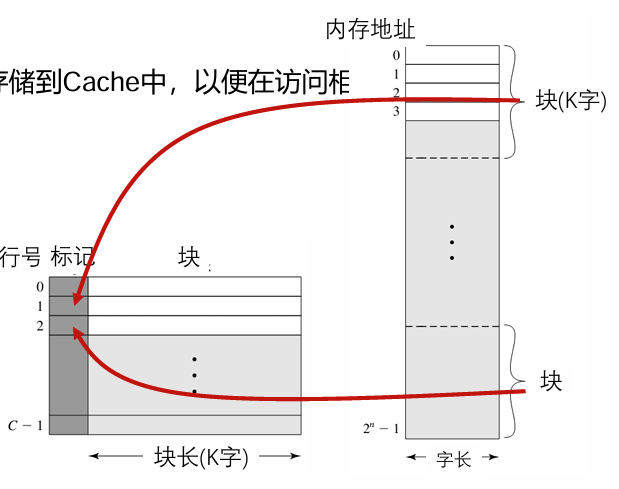 内存地址
存储到Cache中，以便在访问相
0
1
2
3
块(K字)
行号 标记 块
0
1
2
C − 1
块长(K字)
块
2ⁿ − 1
字长